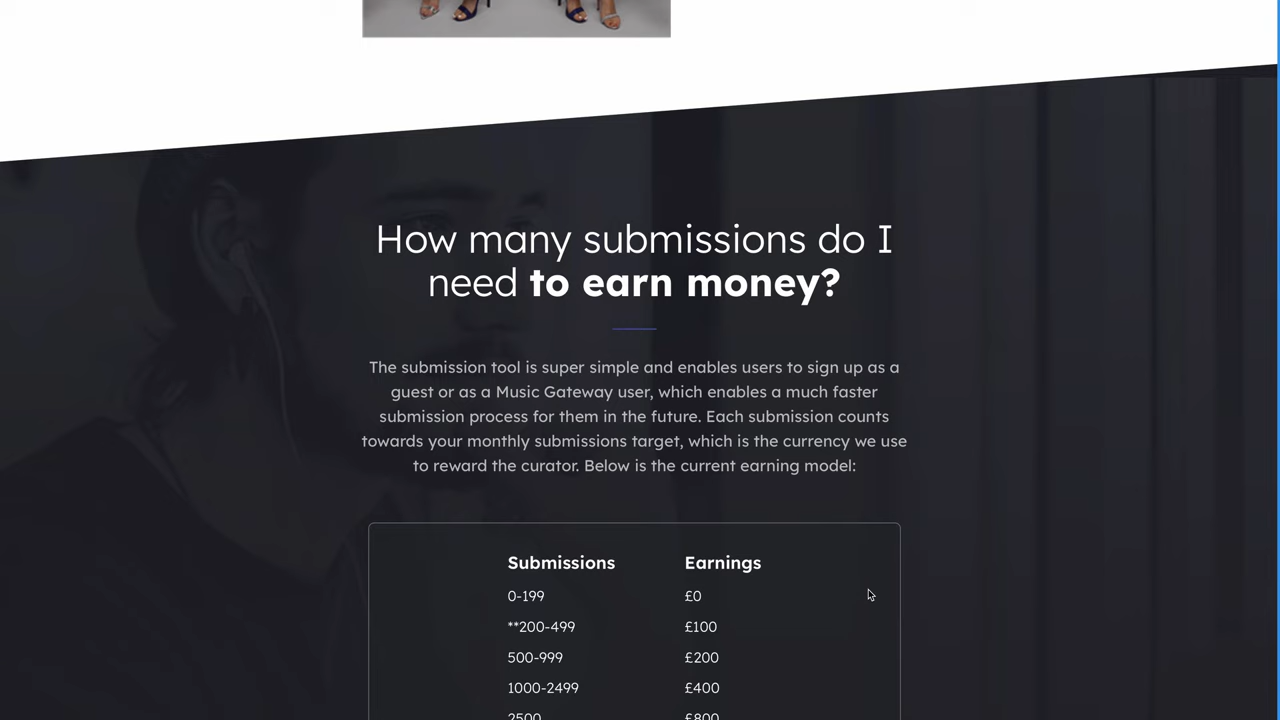 How many submissions do I
need to earn money?
The submission tool is super simple and enables users to sign up as a
guest or as a Music Gateway user, which enables a much faster
submission process for them in the future. Each submission counts
towards your monthly submissions target, which is the currency we use
to reward the curator. Below is the current earning model:
Submissions Earnings
0-199 £0
**200-499 £100
500-999 £200
1000-2499 £400
2500 £800